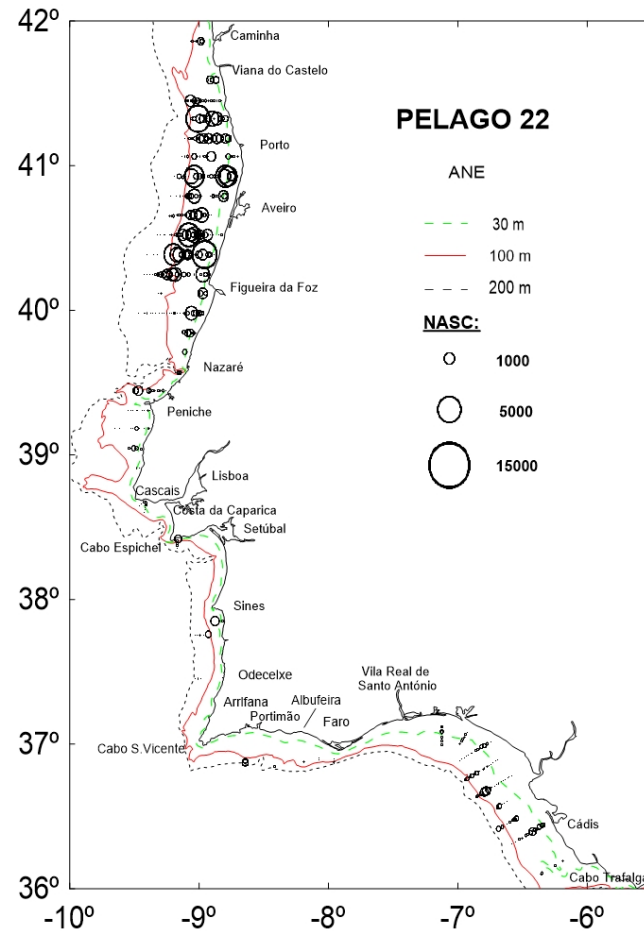 42º
Caminha
Viana do Castelo
PELAGO 22
41º
Porto
ANE
Aveiro
30 m
100 m
200 m
40º
Figueira da Foz
NASC:
1000
Nazaré
5000
Peniche
15000
39º
Lisboa
Cascais
Costa da Caparica
Setúbal
Cabo Espichel
38º
Sines
Odeceixe
Vila Real de
Santo António
Arrifana
Albufeira
Portimão
Faro
37º
Cabo S.Vicente
Cádis
Cabo Trafalga
36º
-10º
-9º
-8º
-7º
-6º